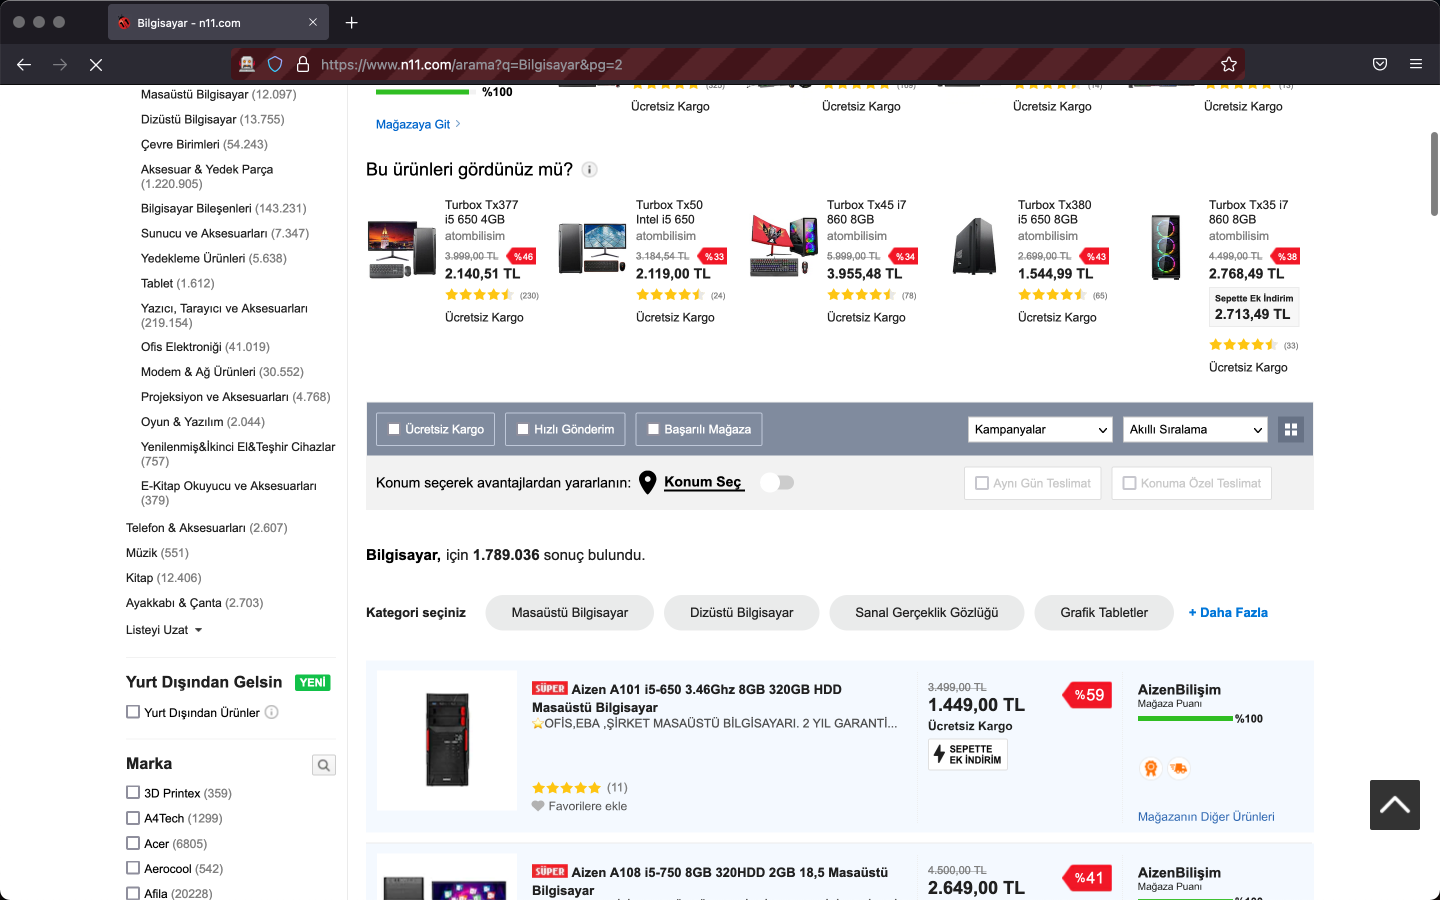 Bilgisayar - n11.com
https://www.n11.com/arama?q=Bilgisayar&pg=2
Masaüstü Bilgisayar (12.097)
Dizüstü Bilgisayar (13.755)
Çevre Birimleri (54.243)
Aksesuar & Yedek Parça
(1.220.905)
Bilgisayar Bileşenleri (143.231)
Sunucu ve Aksesuarları (7.347)
Yedekleme Ürünleri (5.638)
Tablet (1.612)
Yazıcı, Tarayıcı ve Aksesuarları
(219.154)
Ofis Elektroniği (41.019)
Modem & Ağ Ürünleri (30.552)
Projeksiyon ve Aksesuarları (4.768)
Oyun & Yazılım (2.044)
Yenilenmiş&İkinci El&Teşhir Cihazlar
(757)
E-Kitap Okuyucu ve Aksesuarları
(379)
Telefon & Aksesuarları (2.607)
Müzik (551)
Kitap (12.406)
Ayakkabı & Çanta (2.703)
Listeyi Uzat
Yurt Dışından Gelsin YENİ
Yurt Dışından Ürünler
Marka
3D Printex (359)
A4Tech (1299)
Acer (6805)
Aerocool (542)
Afila (20228)
%100
Mağazaya Git
Ücretsiz Kargo
Ücretsiz Kargo
Ücretsiz Kargo
Ücretsiz Kargo
Bu ürünleri gördünüz mü?
Turbox Tx377
i5 650 4GB
atombilisim
3.999,00 TL %46
2.140,51 TL
(230)
Ücretsiz Kargo
Turbox Tx50
Intel i5 650
atombilisim
3.184,54 TL %33
2.119,00 TL
(24)
Ücretsiz Kargo
Turbox Tx45 i7
860 8GB
atombilisim
5.999,00 TL %34
3.955,48 TL
(78)
Ücretsiz Kargo
Turbox Tx380
i5 650 8GB
atombilisim
2.699,00 TL %43
1.544,99 TL
(65)
Ücretsiz Kargo
Turbox Tx35 i7
860 8GB
atombilisim
4.499,00 TL %38
2.768,49 TL
Sepette Ek İndirim
2.713,49 TL
(33)
Ücretsiz Kargo
Ücretsiz Kargo Hızlı Gönderim Başarılı Mağaza Kampanyalar Akıllı Sıralama
Konum seçerek avantajlardan yararlanın: Konum Seç Aynı Gün Teslimat Konuma Özel Teslimat
Bilgisayar, için 1.789.036 sonuç bulundu.
Kategori seçiniz Masaüstü Bilgisayar Dizüstü Bilgisayar Sanal Gerçeklik Gözlüğü Grafik Tabletler + Daha Fazla
SÜPER Aizen A101 i5-650 3.46Ghz 8GB 320GB HDD
Masaüstü Bilgisayar
⭐OFİS,EBA ,ŞİRKET MASAÜSTÜ BİLGİSAYARI. 2 YIL GARANTİ...
(11)
Favorilere ekle
3.499,00 TL
1.449,00 TL
%59
Ücretsiz Kargo
SEPETTE
EK İNDİRİM
AizenBilişim
Mağaza Puanı
%100
Mağazanın Diğer Ürünleri
SÜPER Aizen A108 i5-750 8GB 320HDD 2GB 18,5 Masaüstü
Bilgisayar
4.500,00 TL
2.649,00 TL
%41
AizenBilişim
Mağaza Puanı